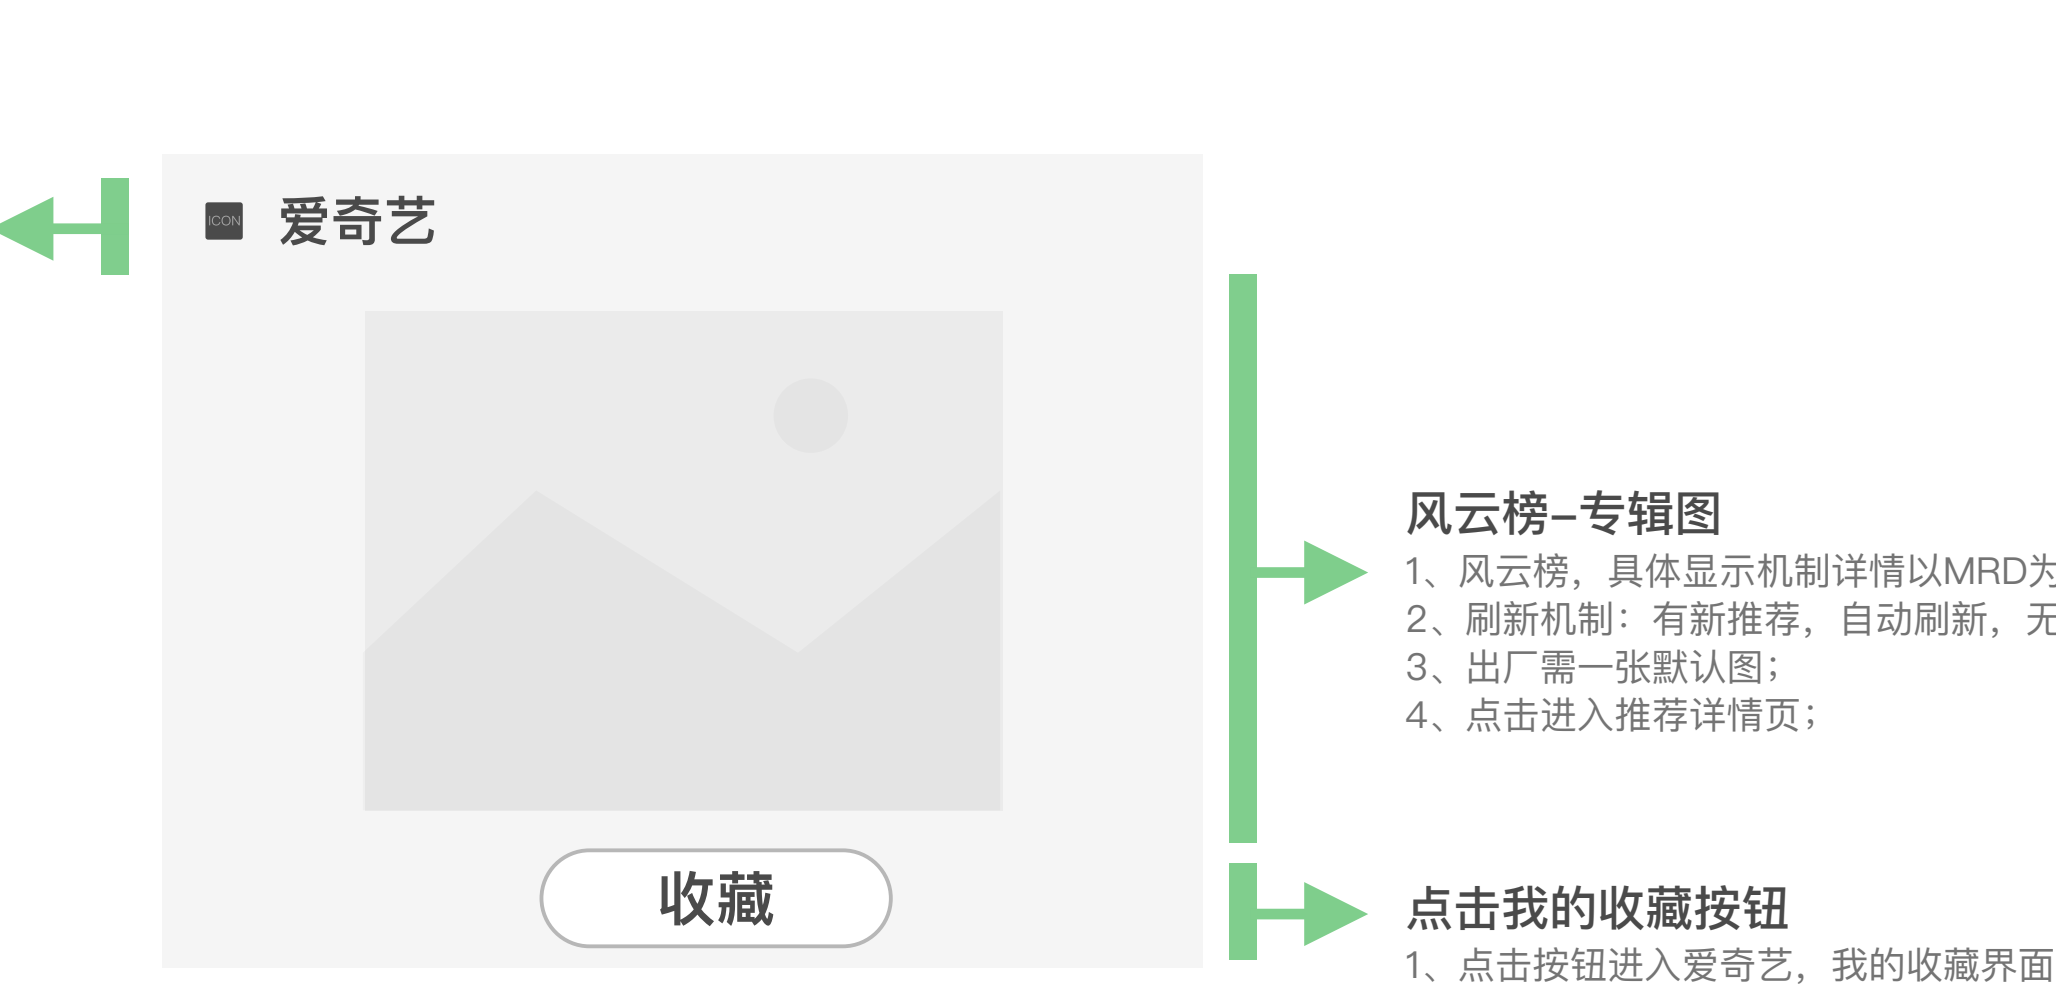 ICON 爱奇艺
收藏
风云榜–专辑图
1、风云榜，具体显示机制详情以MRD为
2、刷新机制：有新推荐，自动刷新，无
3、出厂需一张默认图；
4、点击进入推荐详情页；
点击我的收藏按钮
1、点击按钮进入爱奇艺，我的收藏界面